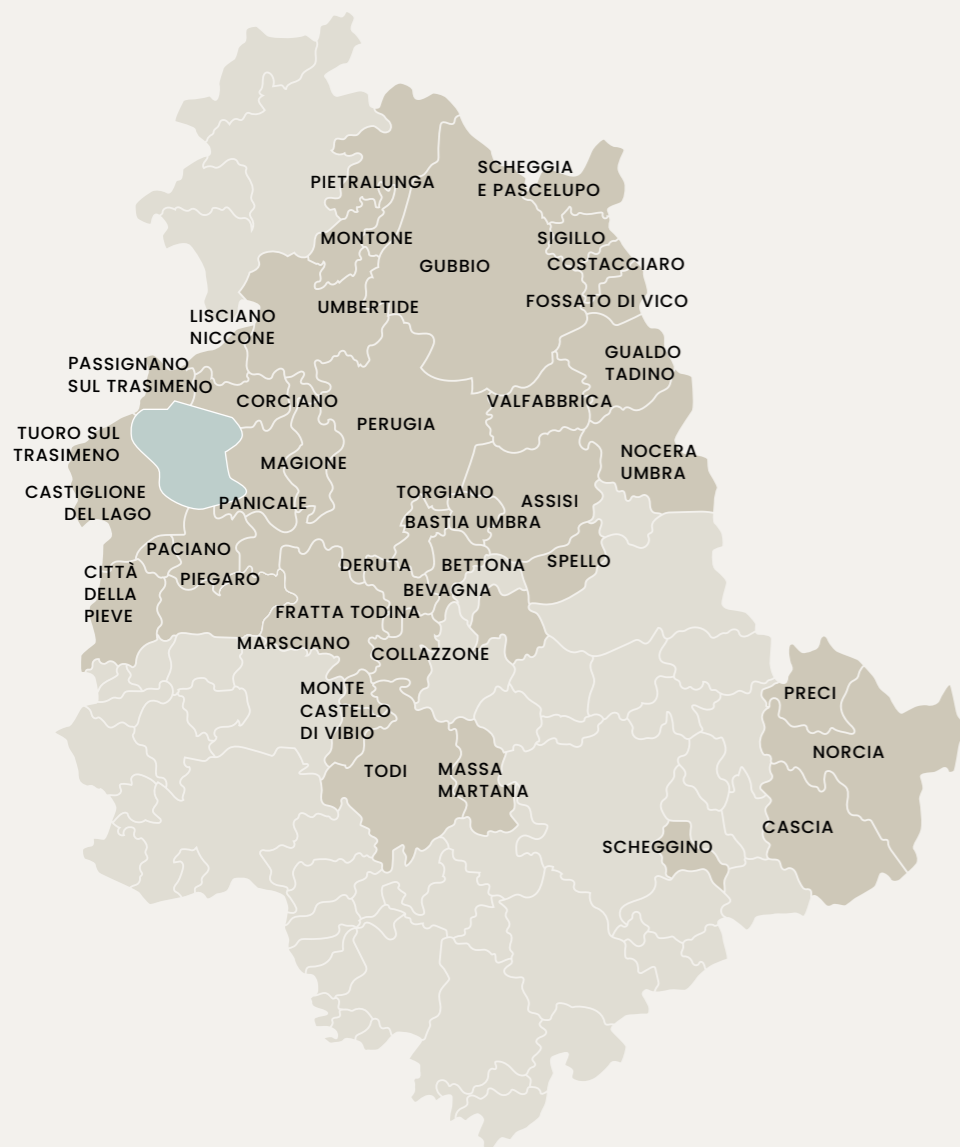 SCHEGGIA
E PASCELUPO
PIETRALUNGA
MONTONE
SIGILLO
GUBBIO
COSTACCIARO
FOSSATO DI VICO
UMBERTIDE
LISCIANO
NICCONE
GUALDO
TADINO
PASSIGNANO
SUL TRASIMENO
CORCIANO
VALFABBRICA
PERUGIA
TUORO SUL
TRASIMENO
MAGIONE
NOCERA
UMBRA
CASTIGLIONE
DEL LAGO
PANICALE
TORGIANO
ASSISI
BASTIA UMBRA
PACIANO
CITTÀ
DELLA
PIEVE
PIEGARO
DERUTA
BETTONA
SPELLO
BEVAGNA
FRATTA TODINA
MARSCIANO
COLLAZZONE
MONTE
CASTELLO
DI VIBIO
PRECI
NORCIA
TODI
MASSA
MARTANA
CASCIA
SCHEGGINO